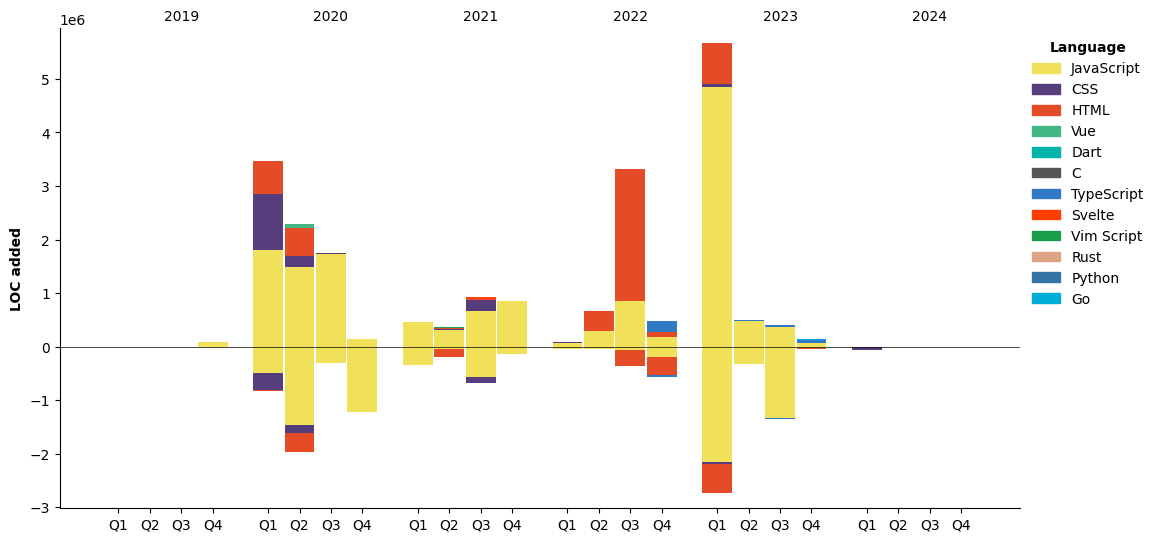 1e6
2019 2020 2021 2022 2023 2024
LOC added
5
4
3
2
1
0
−1
−2
−3
Q1 Q2 Q3 Q4 Q1 Q2 Q3 Q4 Q1 Q2 Q3 Q4 Q1 Q2 Q3 Q4 Q1 Q2 Q3 Q4 Q1 Q2 Q3 Q4
Language
JavaScript
CSS
HTML
Vue
Dart
C
TypeScript
Svelte
Vim Script
Rust
Python
Go